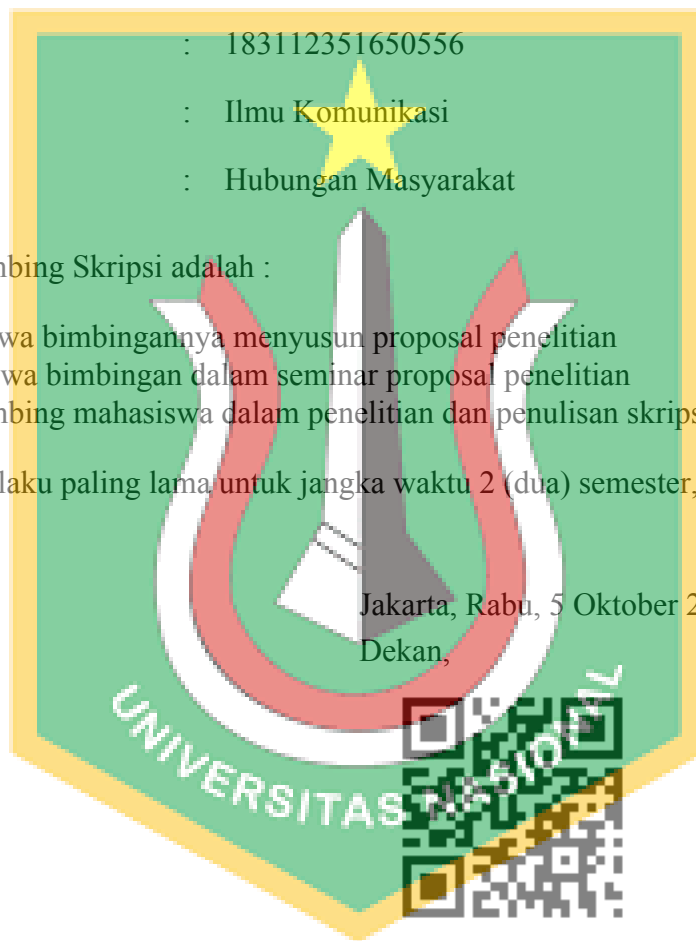 : 183112351650556
: Ilmu Komunikasi
: Hubungan Masyarakat
nbing Skripsi adalah :
wa bimbingannya menyusun proposal penelitian
wa bimbingan dalam seminar proposal penelitian
nbing mahasiswa dalam penelitian dan penulisan skrips
laku paling lama untuk jangka waktu 2 (dua) semester,
Jakarta, Rabu, 5 Oktober 2
Dekan,
UNIVERSITAS NASIONAL